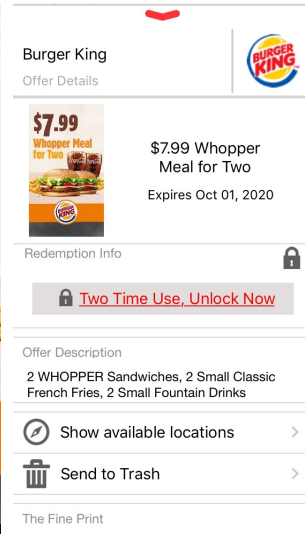 Burger King
Offer Details
BURGER
KING
$7.99
Whopper Meal
for Two
BURGER
KING
$7.99 Whopper
Meal for Two
Expires Oct 01, 2020
Redemption Info
Two Time Use, Unlock Now
Offer Description
2 WHOPPER Sandwiches, 2 Small Classic
French Fries, 2 Small Fountain Drinks
Show available locations
Send to Trash
The Fine Print